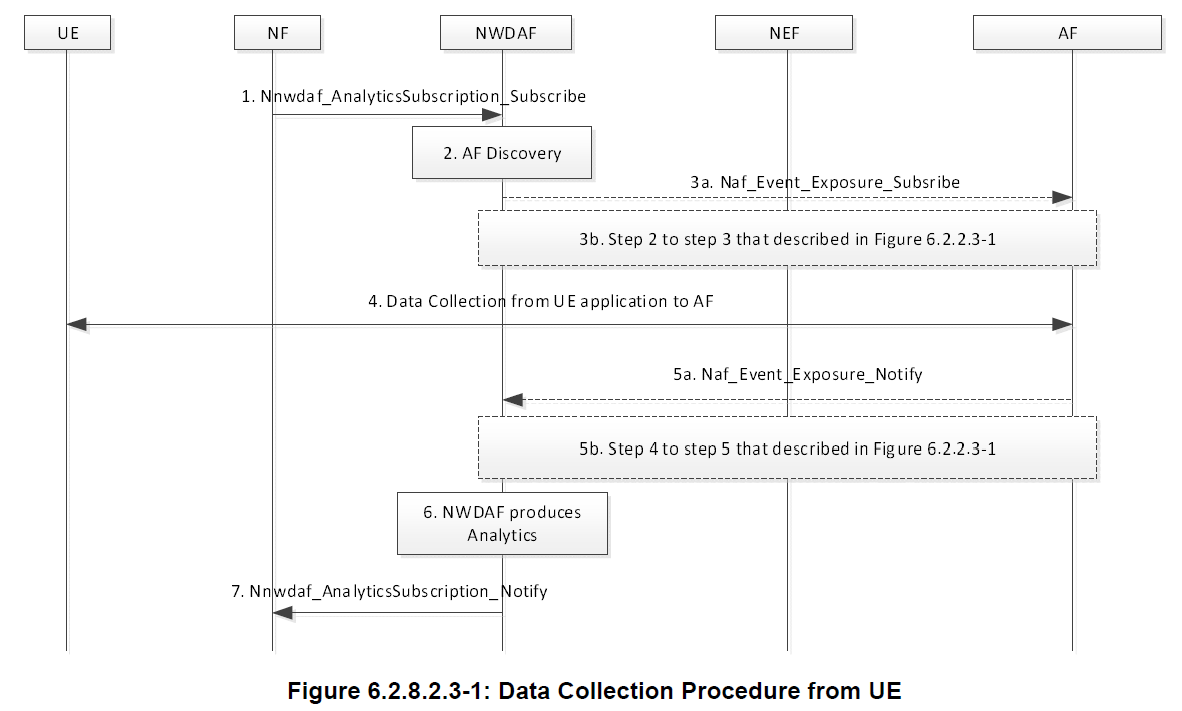 UE
NF
NWDAF
NEF
AF
1. Nnwdaf_AnalyticsSubscription_Subscribe
2. AF Discovery
3a. Naf_Event_Exposure_Subsribe
3b. Step 2 to step 3 that described in Figure 6.2.2.3-1
4. Data Collection from UE application to AF
5a. Naf_Event_Exposure_Notify
5b. Step 4 to step 5 that described in Figure 6.2.2.3-1
6. NWDAF produces
Analytics
7. Nnwdaf_AnalyticsSubscription_Notify
Figure 6.2.8.2.3-1: Data Collection Procedure from UE